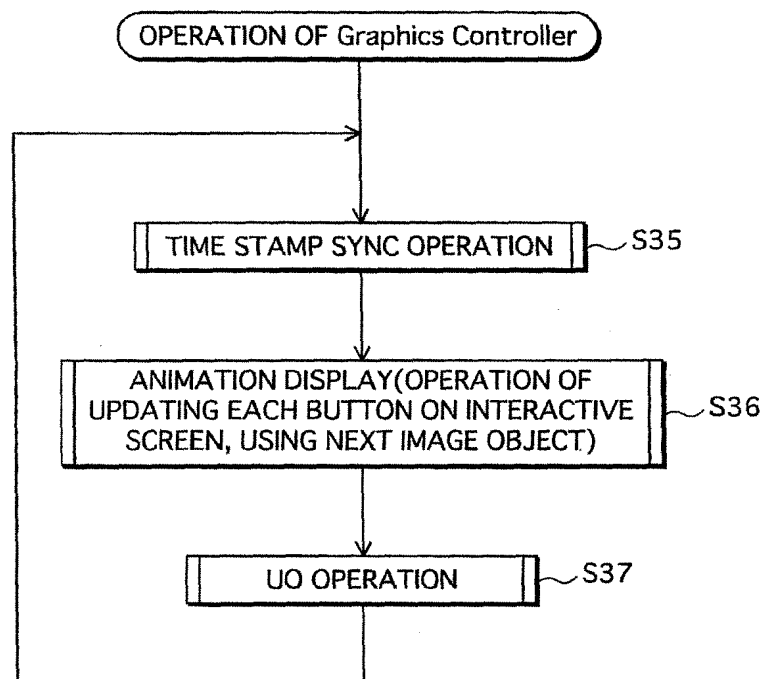 OPERATION OF Graphics Controller
TIME STAMP SYNC OPERATION
S35
ANIMATION DISPLAY(OPERATION OF
UPDATING EACH BUTTON ON INTERACTIVE
SCREEN, USING NEXT IMAGE OBJECT)
S36
UO OPERATION
S37